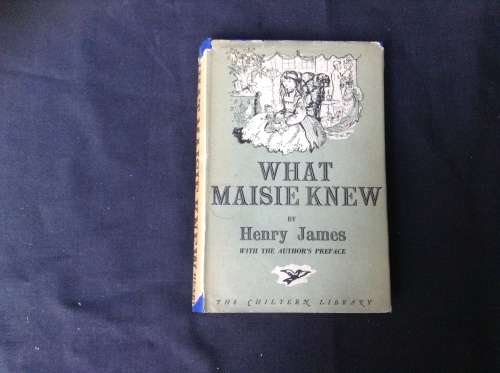 WHAT
MAISIE KNEW
BY
Henry James
WITH THE AUTHOR'S PREFACE
THE CHILTERN LIBRARY